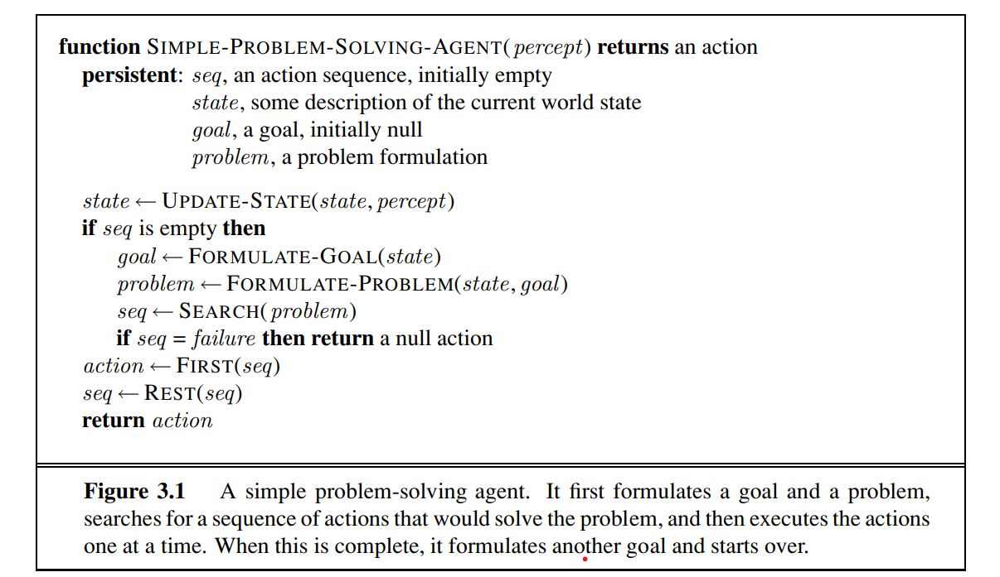 function SIMPLE-PROBLEM-SOLVING-AGENT(percept) returns an action
persistent: seq, an action sequence, initially empty
state, some description of the current world state
goal, a goal, initially null
problem, a problem formulation
state ← UPDATE-STATE(state, percept)
if seq is empty then
goal ← FORMULATE-GOAL(state)
problem ← FORMULATE-PROBLEM(state, goal)
seq ← SEARCH(problem)
if seq = failure then return a null action
action ← FIRST(seq)
seq ← REST(seq)
return action
Figure 3.1 A simple problem-solving agent. It first formulates a goal and a problem,
searches for a sequence of actions that would solve the problem, and then executes the actions
one at a time. When this is complete, it formulates another goal and starts over.